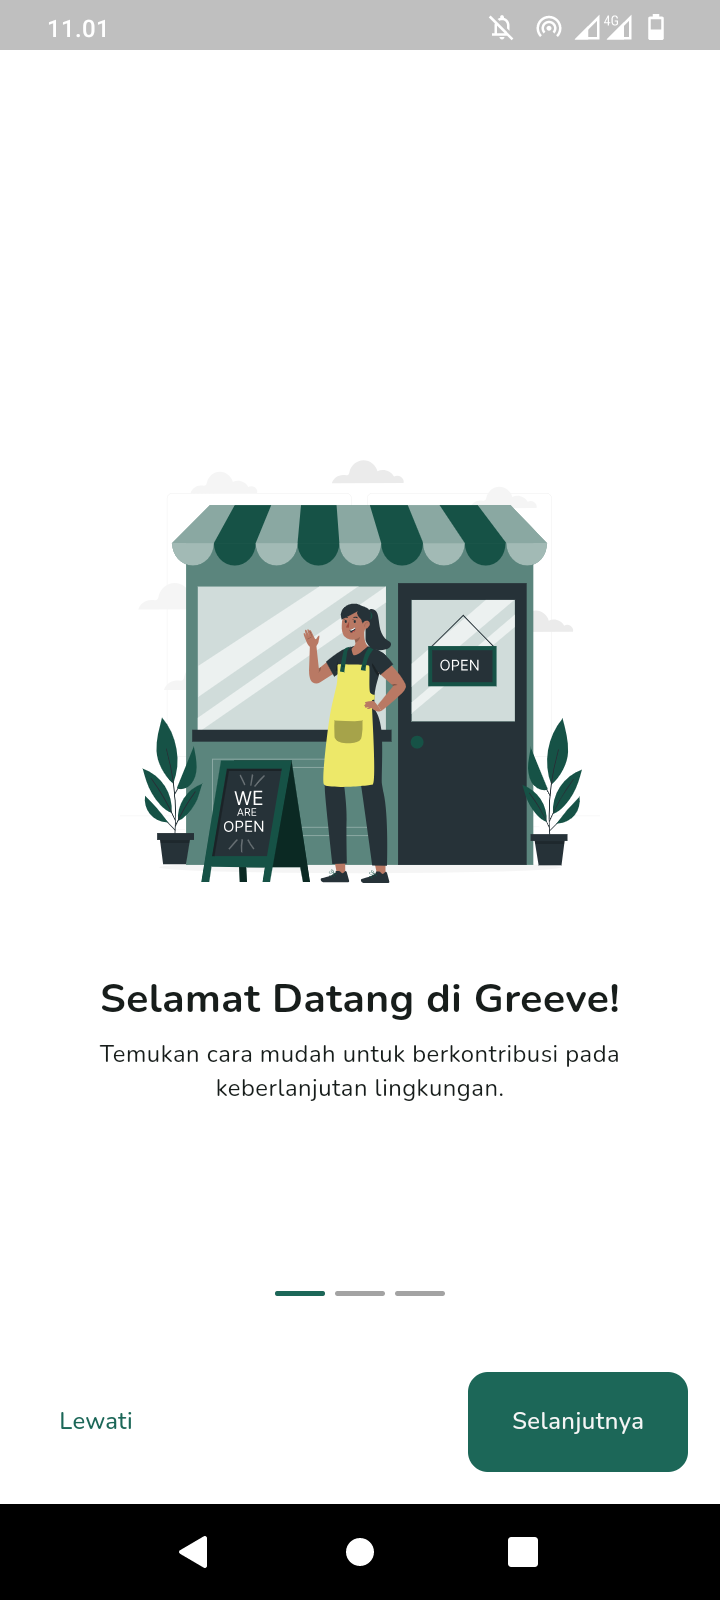 11.01
4G
OPEN
WE
ARE
OPEN
Selamat Datang di Greeve!
Temukan cara mudah untuk berkontribusi pada
keberlanjutan lingkungan.
Lewati
Selanjutnya